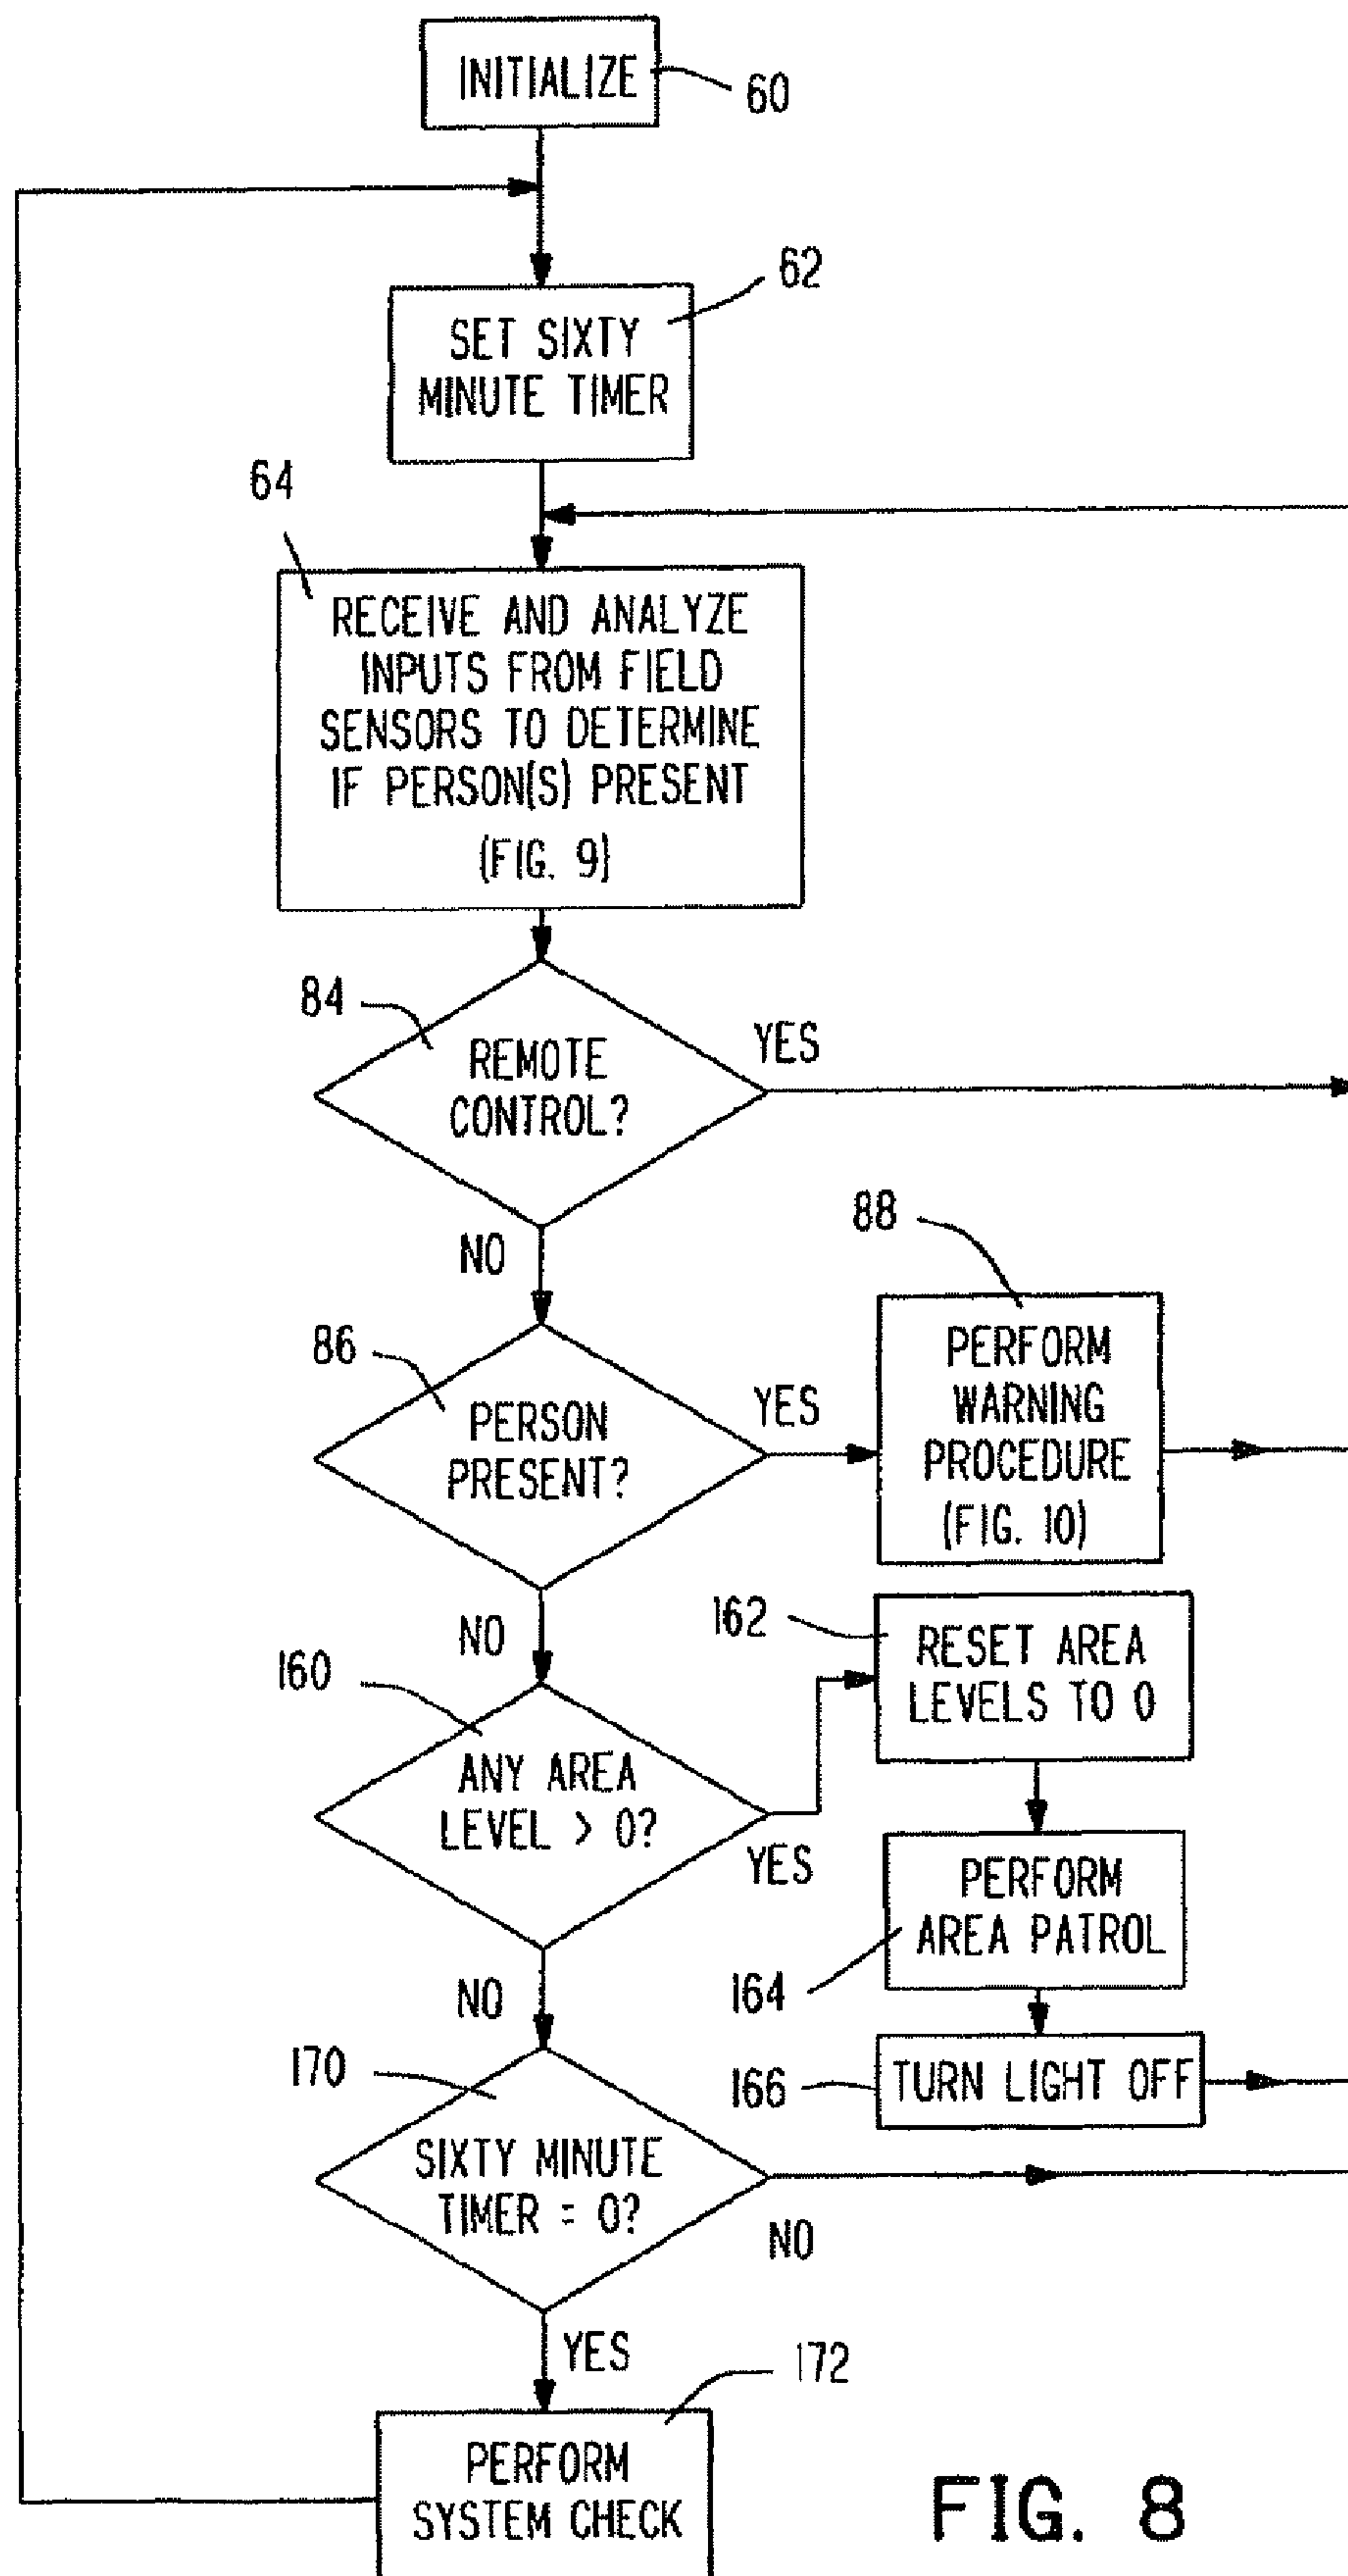 INITIALIZE
60
62
SET SIXTY
MINUTE TIMER
64
RECEIVE AND ANALYZE
INPUTS FROM FIELD
SENSORS TO DETERMINE
IF PERSON(S) PRESENT
(FIG. 9)
84
REMOTE
CONTROL?
YES
NO
88
86
PERSON
PRESENT?
YES
PERFORM
WARNING
PROCEDURE
(FIG. 10)
NO
162
RESET AREA
LEVELS TO 0
160
ANY AREA
LEVEL > 0?
YES
PERFORM
AREA PATROL
164
NO
166
TURN LIGHT OFF
170
SIXTY MINUTE
TIMER = 0?
NO
YES
172
PERFORM
SYSTEM CHECK
FIG. 8